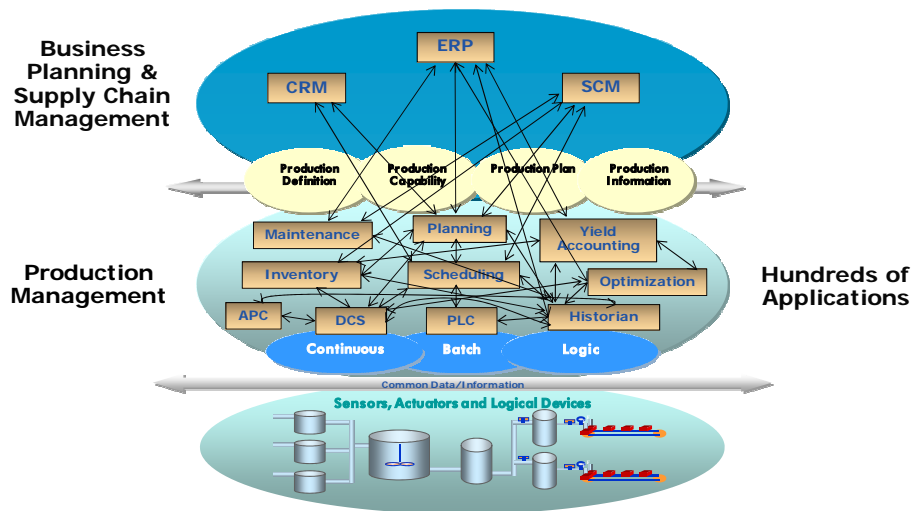 Business
Planning &
Supply Chain
Management
ERP
CRM
SCM
Production
Definition
Production
Capability
Production Plan
Production
Information
Production
Management
Maintenance
Planning
Yield
Accounting
Inventory
Scheduling
Optimization
APC
DCS
PLC
Historian
Continuous
Batch
Logic
Hundreds of
Applications
Common Data/Information
Sensors, Actuators and Logical Devices